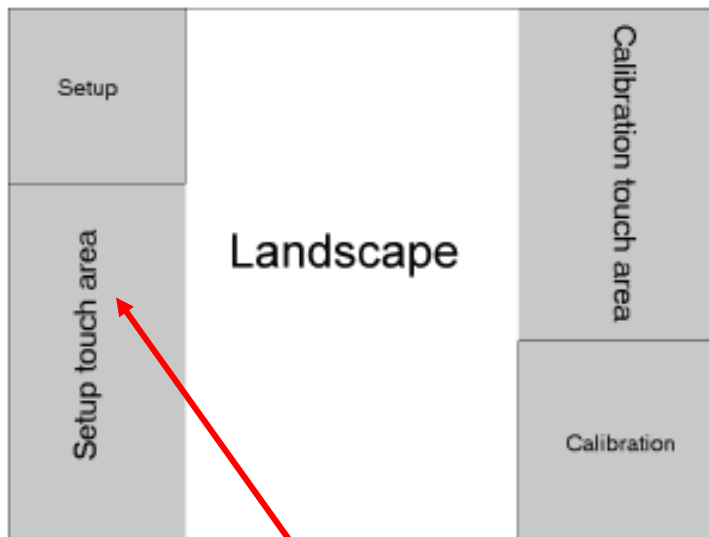 Setup
Setup touch area
Landscape
Calibration touch area
Calibration